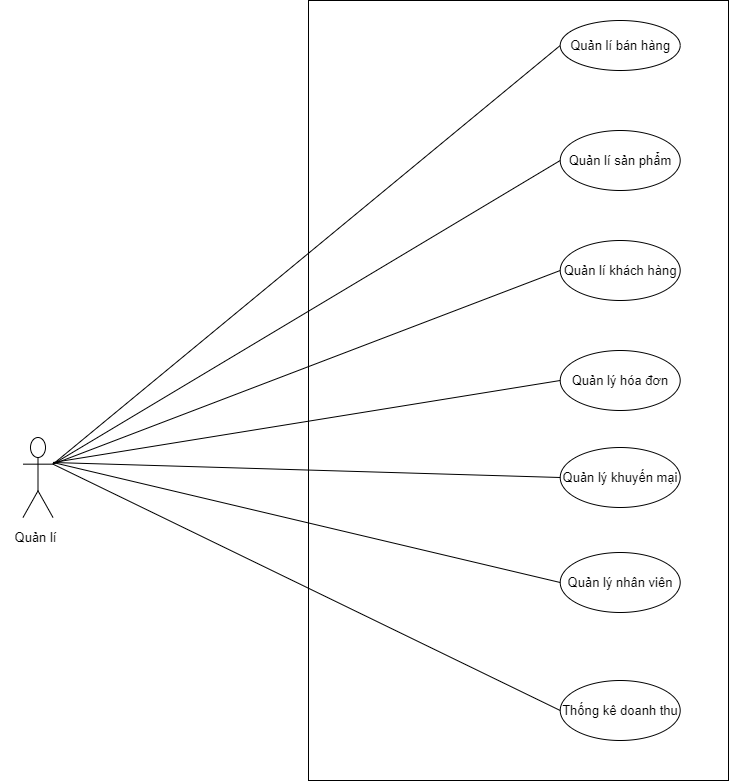 Quản lí bán hàng
Quản lí sản phẩm
Quản lí khách hàng
Quản lý hóa đơn
Quản lý khuyến mại
Quản lý nhân viên
Thống kê doanh thu
Quản lí